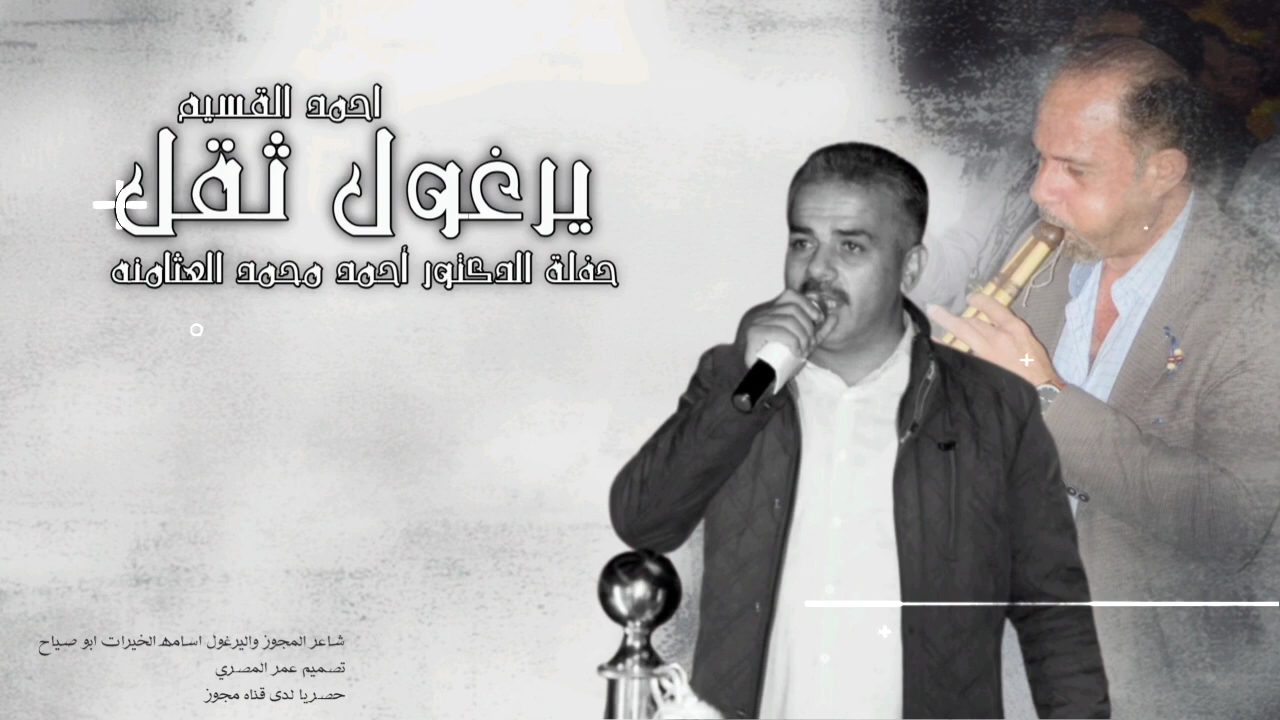 احمد القسيم
يرغول ثقل
حفلة الدكتور أحمد محمد العثامنه
شاعر المجوز واليرغول اسامه الخيرات ابو صياح
تصميم عمر المصري
حصريا لدى قناه مجوز